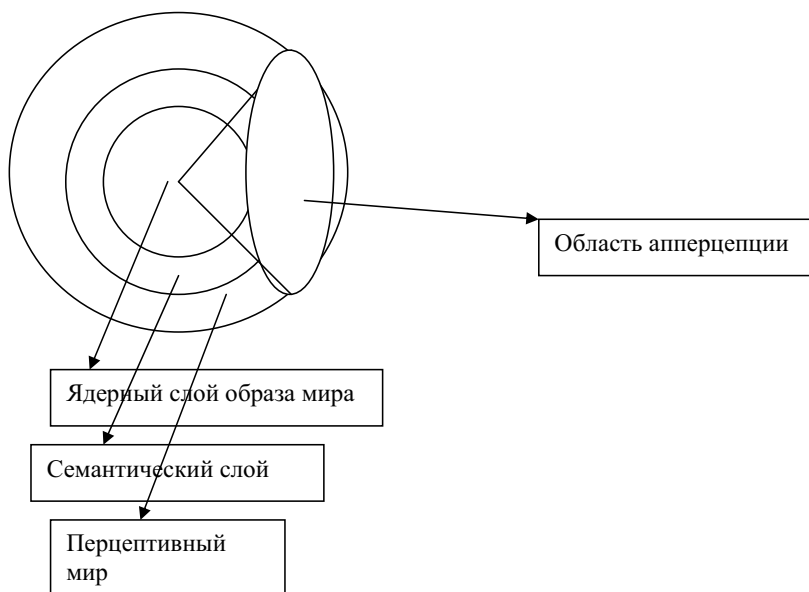 Область апперцепции
Ядерный слой образа мира
Семантический слой
Перцептивный
мир